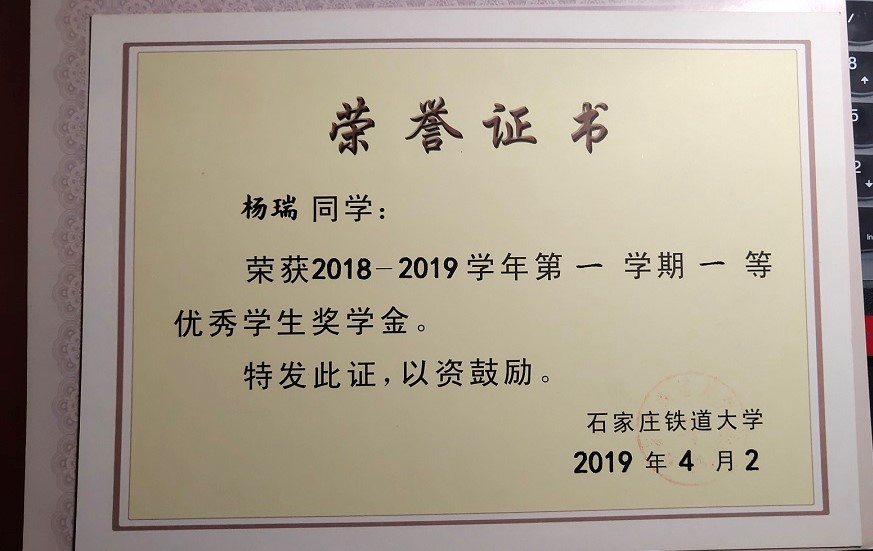 荣誉证书
杨瑞 同学：
荣获2018-2019学年第 一 学期 一 等
优秀学生奖学金。
特发此证，以资鼓励。
石家庄铁道大学
2019 年 4 月 2